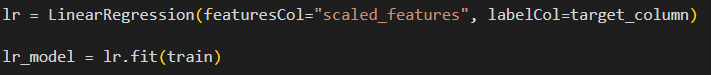 lr = LinearRegression(featuresCol="scaled_features", labelCol=target_column)
lr_model = lr.fit(train)